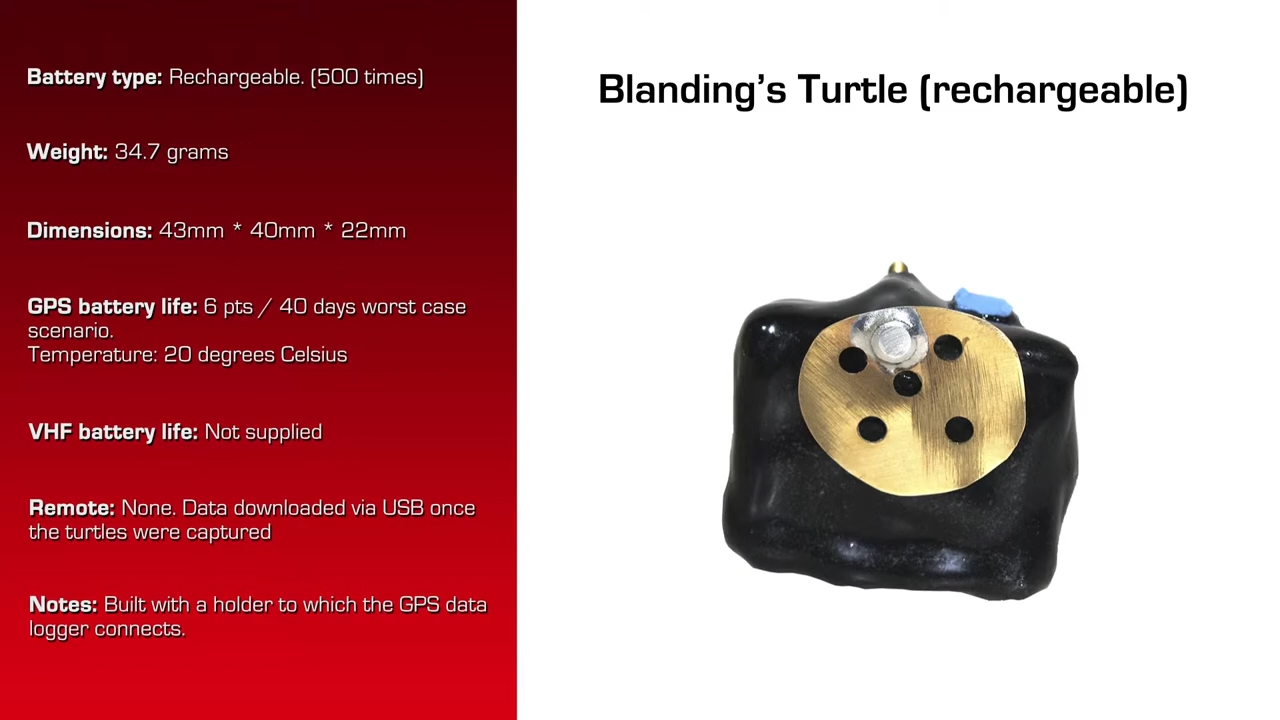 Blanding’s Turtle (rechargeable)
Battery type: Rechargeable. (500 times)
Weight: 34.7 grams
Dimensions: 43mm * 40mm * 22mm
GPS battery life: 6 pts / 40 days worst case
scenario.
Temperature: 20 degrees Celsius
VHF battery life: Not supplied
Remote: None. Data downloaded via USB once
the turtles were captured
Notes: Built with a holder to which the GPS data
logger connects.